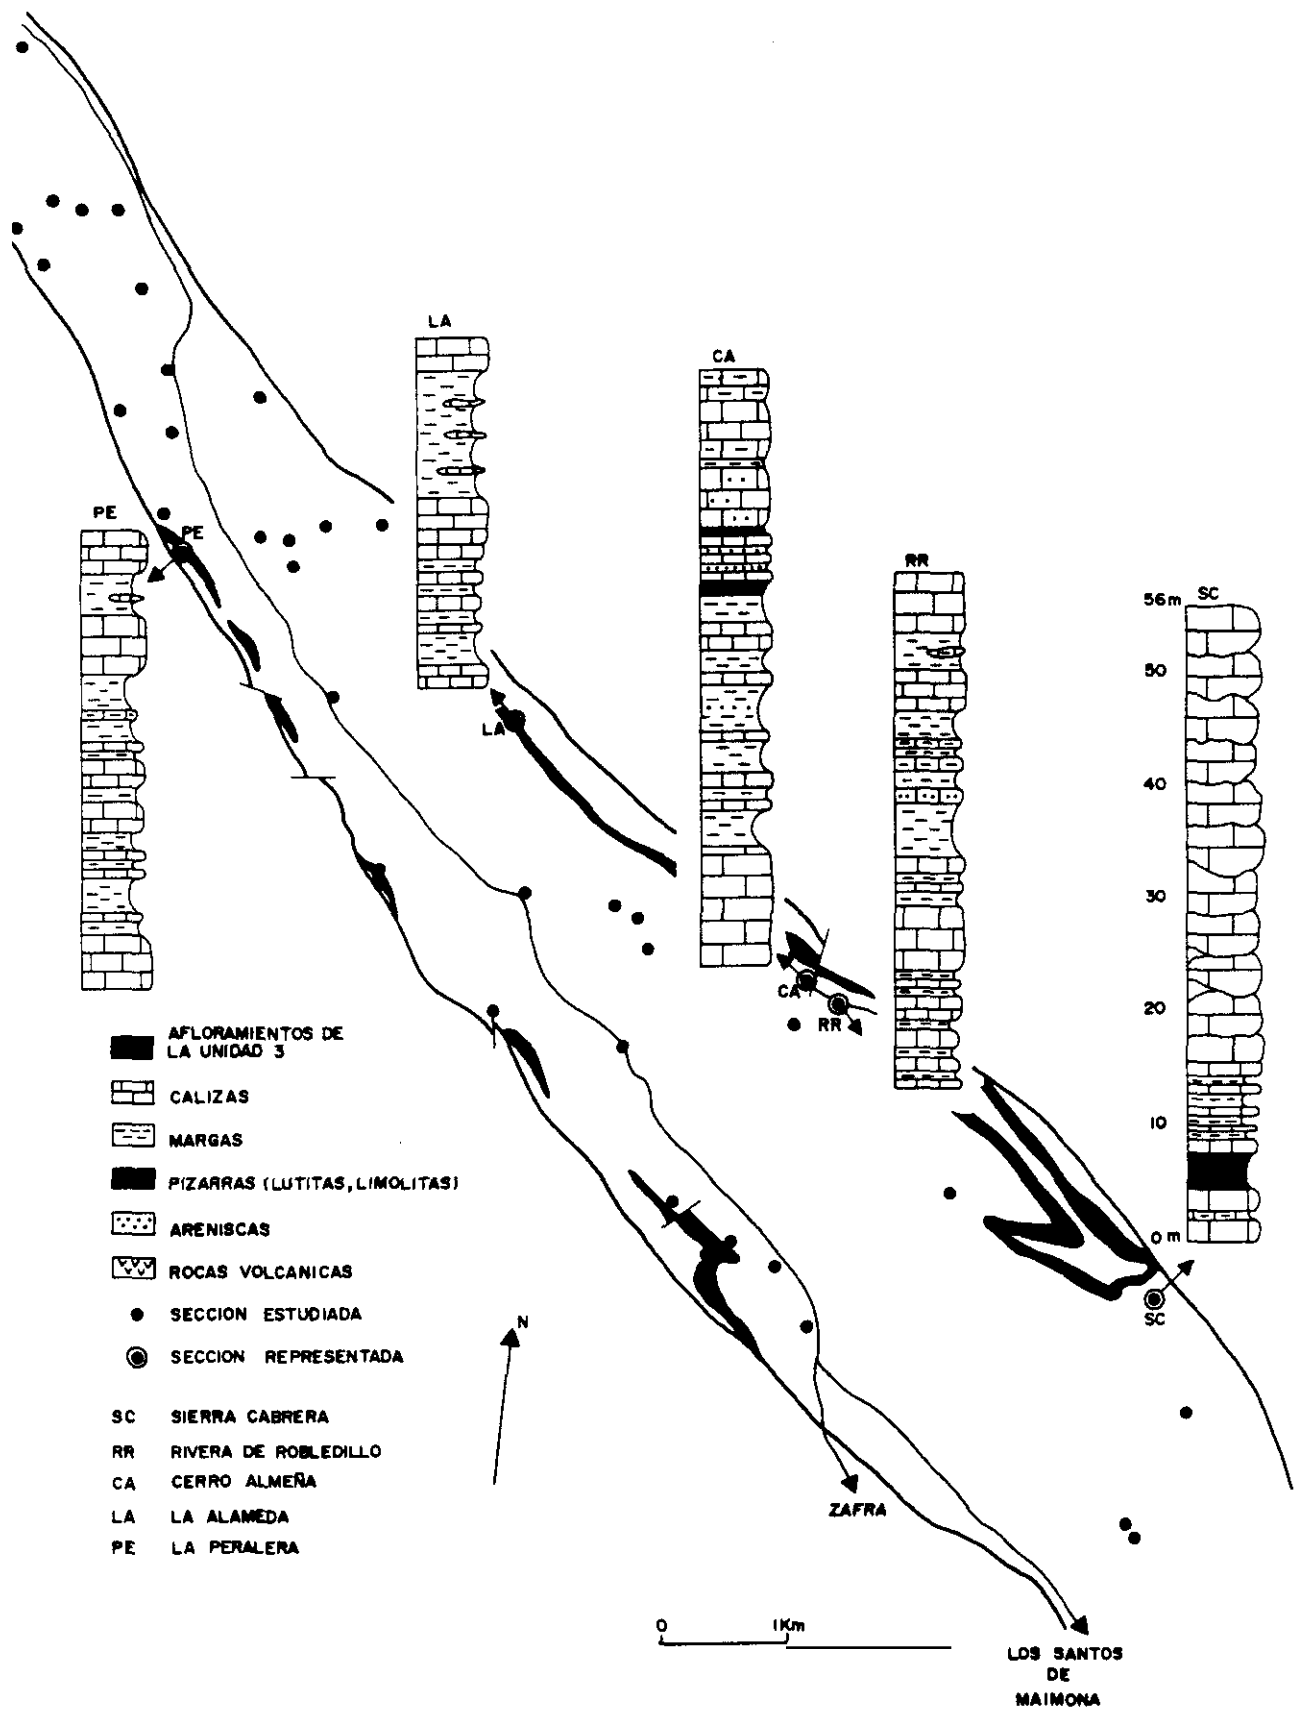 LA
CA
PE
PE
RR
56m
SC
50
LA
40
30
CA
RR
20
10
0m
SC
AFLORAMIENTOS DE
LA UNIDAD 3
CALIZAS
MARGAS
PIZARRAS (LUTITAS, LIMOLITAS)
ARENISCAS
ROCAS VOLCANICAS
SECCION ESTUDIADA
SECCION REPRESENTADA
N
SC SIERRA CABRERA
RR RIVERA DE ROBLEDILLO
CA CERRO ALMEÑA
LA LA ALAMEDA
PE LA PERALERA
ZAFRA
0 1Km
LOS SANTOS
DE
MAIMONA